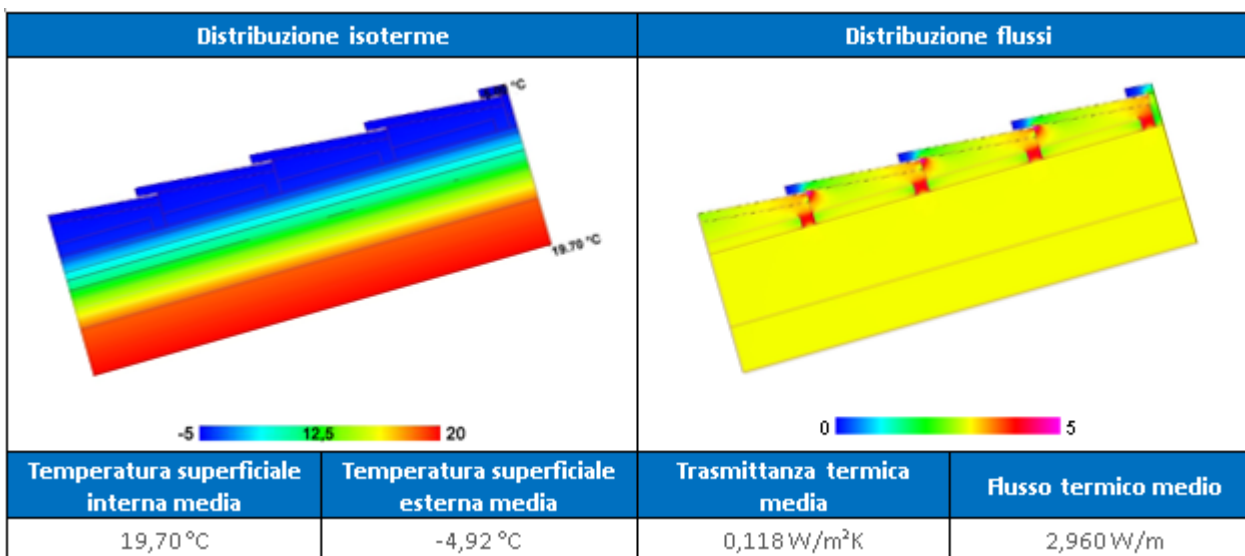 Distribuzione isoterme
Distribuzione flussi
°C
19.70 °C
-5 12,5 20
0 5
Temperatura superficiale interna media
Temperatura superficiale esterna media
Trasmittanza termica media
Flusso termico medio
19,70 °C
-4,92 °C
0,118 W/m²K
2,960 W/m